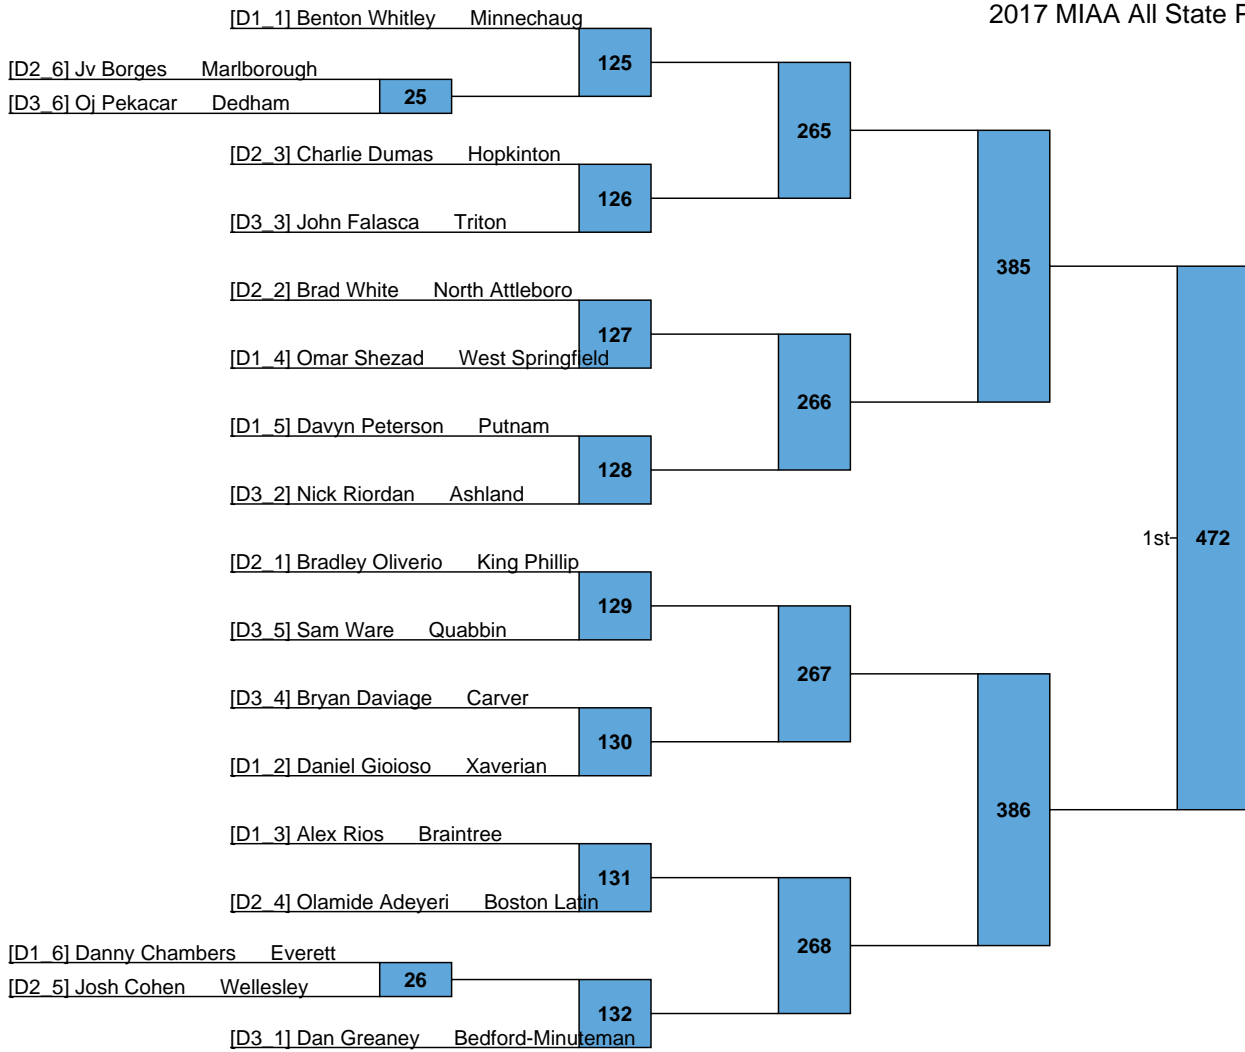 [D1_1] Benton Whitley Minnechaug
2017 MIAA All State
125
[D2_6] Jv Borges Marlborough
25
[D3_6] Oj Pekacar Dedham
265
[D2_3] Charlie Dumas Hopkinton
126
[D3_3] John Falasca Triton
385
[D2_2] Brad White North Attleboro
127
[D1_4] Omar Shezad West Springfield
266
[D1_5] Davyn Peterson Putnam
128
[D3_2] Nick Riordan Ashland
1st 472
[D2_1] Bradley Oliverio King Phillip
129
[D3_5] Sam Ware Quabbin
267
[D3_4] Bryan Daviage Carver
130
[D1_2] Daniel Gioioso Xaverian
386
[D1_3] Alex Rios Braintree
131
[D2_4] Olamide Adeyeri Boston Latin
268
[D1_6] Danny Chambers Everett
26
[D2_5] Josh Cohen Wellesley
132
[D3_1] Dan Greaney Bedford-Minuteman